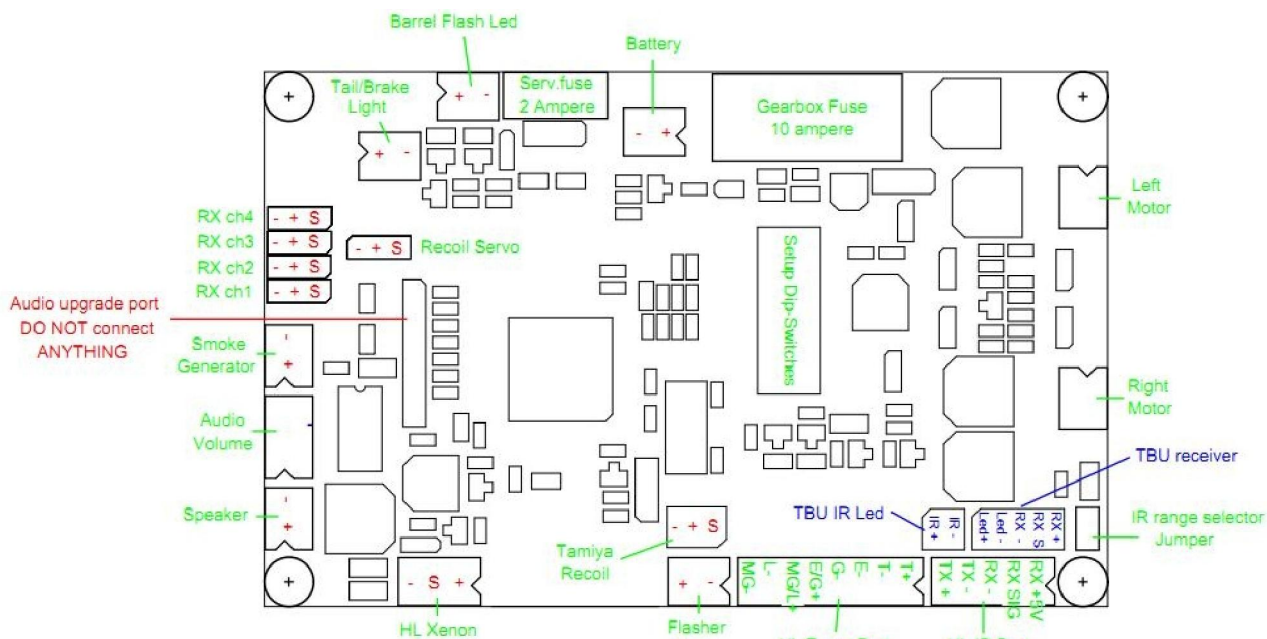 Barrel Flash Led
Battery
Tail/Brake
Light
+ -
Serv.fuse
2 Ampere
- +
Gearbox Fuse
10 ampere
+ -
Left
Motor
RX ch4
- + S
RX ch3
- + S
RX ch2
- + S
RX ch1
- + S
- + S
Recoil Servo
Setup Dip-Switches
Audio upgrade port
DO NOT connect
ANYTHING
Smoke
Generator
- +
Right
Motor
Audio
Volume
TBU receiver
Speaker
- +
TBU IR Led
IR+
IR -
Led+
Led -
RX -
RX S
RX +
IR range selector
Jumper
- + S
Tamiya
Recoil
- S +
HL Xenon
+ -
Flasher
MG-
L-
MG/L+
E/G+
G-
E-
T-
T+
TX +
TX -
RX -
RX SIG
RX +5V